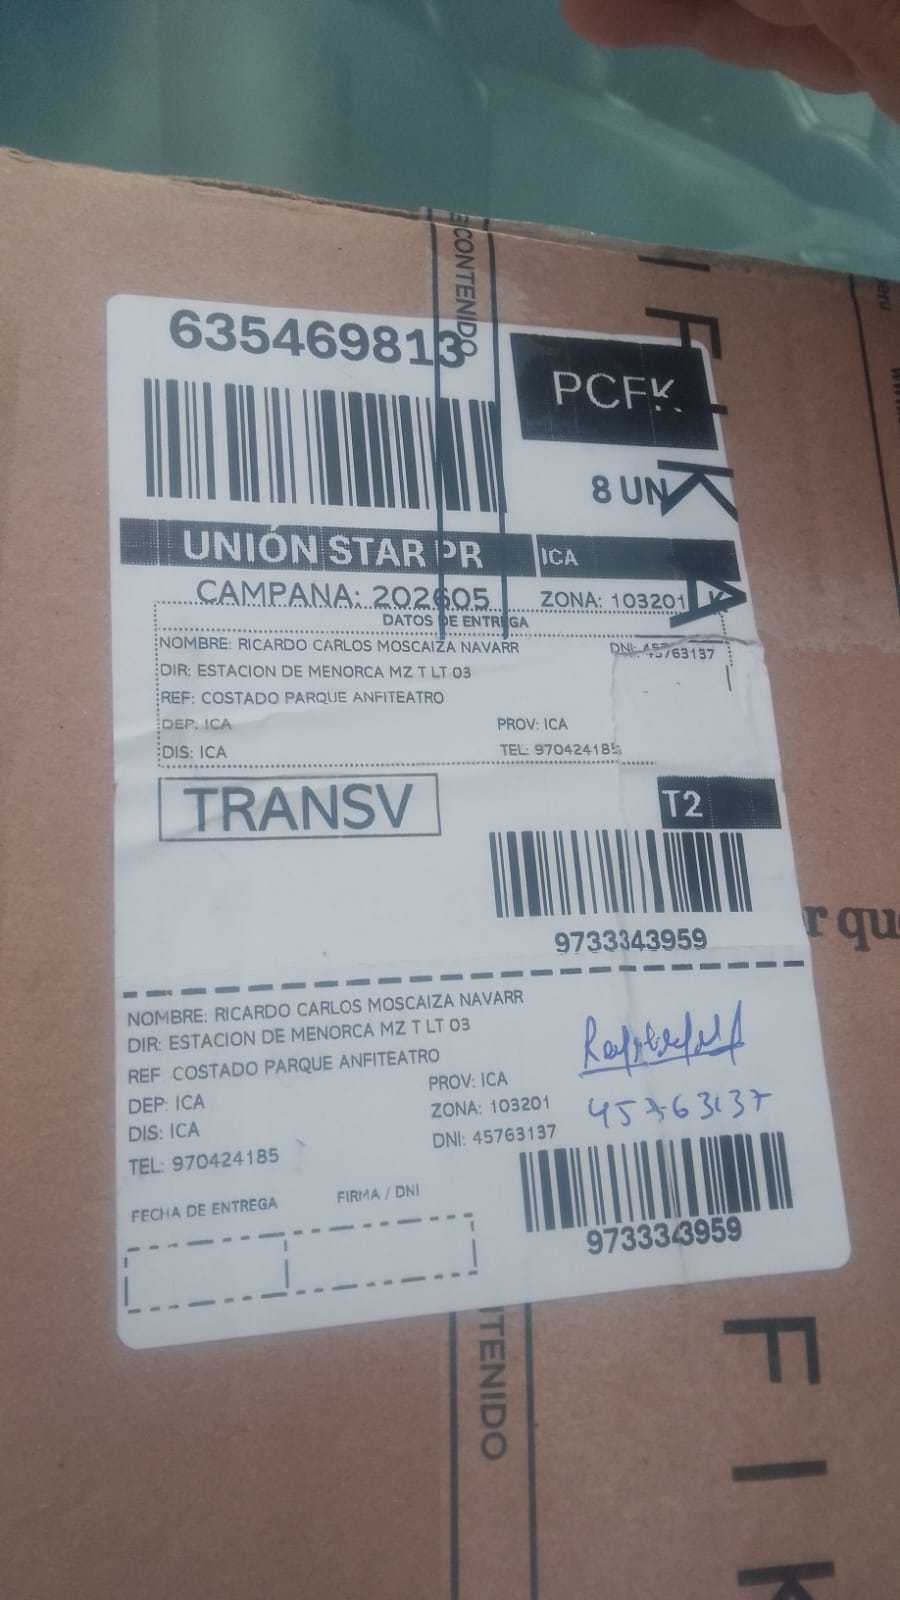 E CONTENIDO
635469813
PCFK
8 UN
UNIÓN STAR PR
ICA
CAMPANA: 202605
ZONA: 103201
DATOS DE ENTREGA
NOMBRE: RICARDO CARLOS MOSCAIZA NAVARR
DNI: 45763137
DIR: ESTACION DE MENORCA MZ T LT 03
REF: COSTADO PARQUE ANFITEATRO
DEP: ICA
PROV: ICA
DIS: ICA
TEL: 970424185
TRANSV
T2
9733343959
r qu
NOMBRE: RICARDO CARLOS MOSCAIZA NAVARR
DIR: ESTACION DE MENORCA MZ T LT 03
REF COSTADO PARQUE ANFITEATRO
DEP: ICA
PROV: ICA
DIS: ICA
ZONA: 103201
TEL: 970424185
DNI: 45763137
45763137
FECHA DE ENTREGA
FIRMA / DNI
9733343959
NTENIDO
I F I K A
F I K